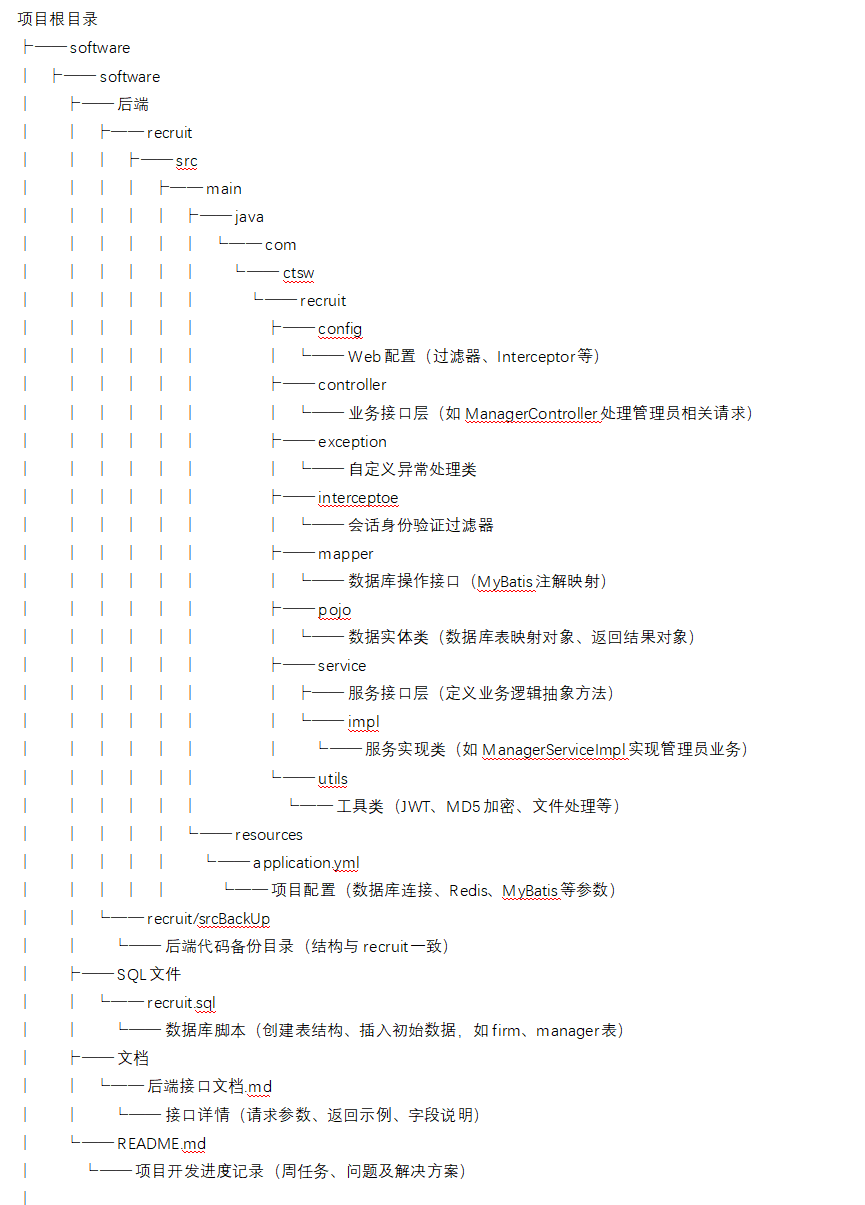 项目根目录
├── software
│ ├── software
│ ├── 后端
│ │ ├── recruit
│ │ │ ├── src
│ │ │ │ ├── main
│ │ │ │ │ ├── java
│ │ │ │ │ │ └── com
│ │ │ │ │ │ └── ctsw
│ │ │ │ │ │ └── recruit
│ │ │ │ │ │ ├── config
│ │ │ │ │ │ │ └── Web 配置（过滤器、Interceptor 等）
│ │ │ │ │ │ ├── controller
│ │ │ │ │ │ │ └── 业务接口层（如 ManagerController 处理管理员相关请求）
│ │ │ │ │ │ ├── exception
│ │ │ │ │ │ │ └── 自定义异常处理类
│ │ │ │ │ │ ├── interceptoe
│ │ │ │ │ │ │ └── 会话身份验证过滤器
│ │ │ │ │ │ ├── mapper
│ │ │ │ │ │ │ └── 数据库操作接口（MyBatis 注解映射）
│ │ │ │ │ │ ├── pojo
│ │ │ │ │ │ │ └── 数据实体类（数据库表映射对象、返回结果对象）
│ │ │ │ │ │ ├── service
│ │ │ │ │ │ │ ├── 服务接口层（定义业务逻辑抽象方法）
│ │ │ │ │ │ │ └── impl
│ │ │ │ │ │ │ └── 服务实现类（如 ManagerServiceImpl 实现管理员业务）
│ │ │ │ │ │ └── utils
│ │ │ │ │ │ └── 工具类（JWT、MD5 加密、文件处理等）
│ │ │ │ │ └── resources
│ │ │ │ │ └── application.yml
│ │ │ │ │ └── 项目配置（数据库连接、Redis、MyBatis 等参数）
│ │ └── recruit/srcBackUp
│ │ └── 后端代码备份目录（结构与 recruit 一致）
│ ├── SQL 文件
│ │ └── recruit.sql
│ │ └── 数据库脚本（创建表结构、插入初始数据，如 firm、manager 表）
│ ├── 文档
│ │ └── 后端接口文档.md
│ │ └── 接口详情（请求参数、返回示例、字段说明）
│ └── README.md
│ └── 项目开发进度记录（周任务、问题及解决方案）
│